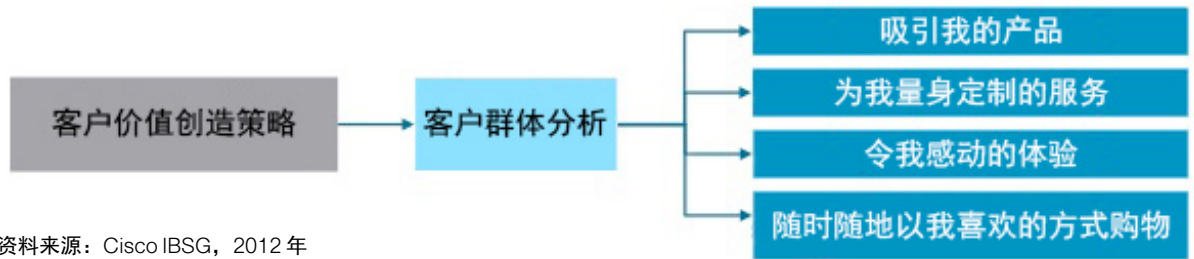 吸引我的产品
为我量身定制的服务
客户价值创造策略
客户群体分析
令我感动的体验
随时随地以我喜欢的方式购物
资料来源：Cisco IBSG，2012 年